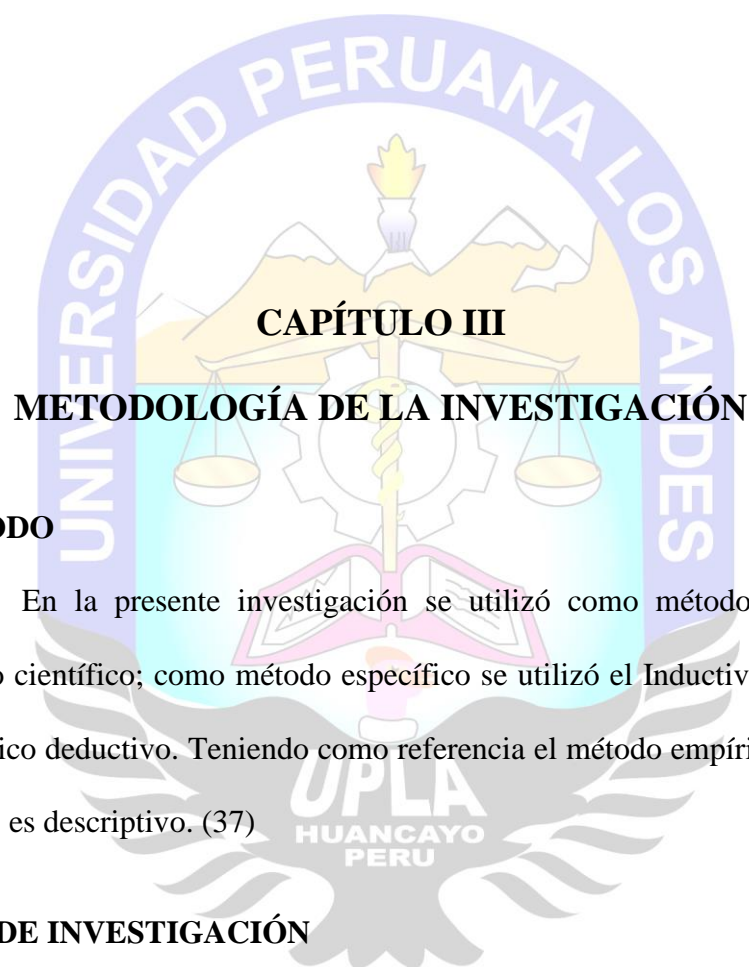 UNIVERSIDAD PERUANA LOS ANDES
CAPÍTULO III
METODOLOGÍA DE LA INVESTIGACIÓN
ODO
En la presente investigación se utilizó como método
o científico; como método específico se utilizó el Inductiv
ico deductivo. Teniendo como referencia el método empíri
es descriptivo. (37)
UPLA
HUANCAYO
PERU
DE INVESTIGACIÓN